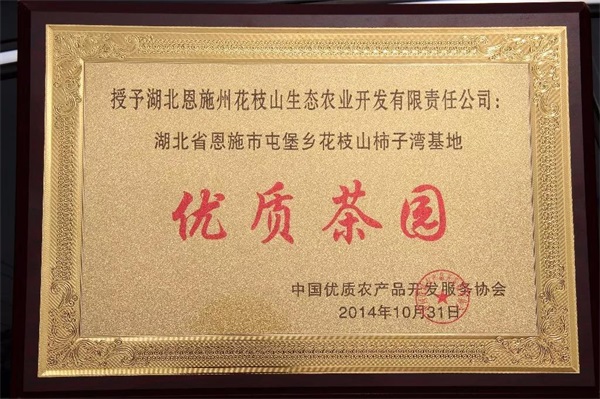 授予湖北恩施州花枝山生态农业开发有限责任公司：
湖北省恩施市屯堡乡花枝山柿子湾基地
优质茶园
中国优质农产品开发服务协会
2014年10月31日